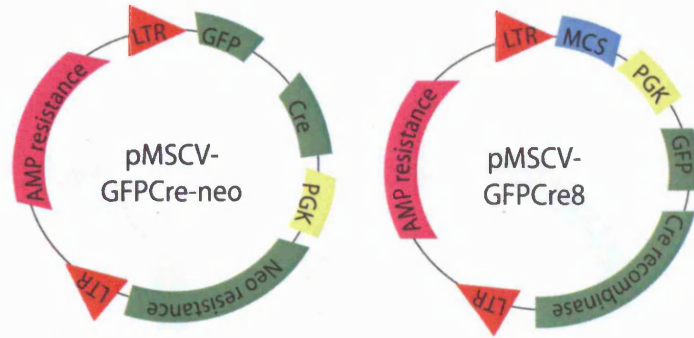 LTR
GFP
Cre
PGK
Neo resistance
LTR
AMP resistance
pMSCV-
GFPCre-neo
LTR
MCS
PGK
GFP
Cre recombinase
LTR
AMP resistance
pMSCV-
GFPCre8